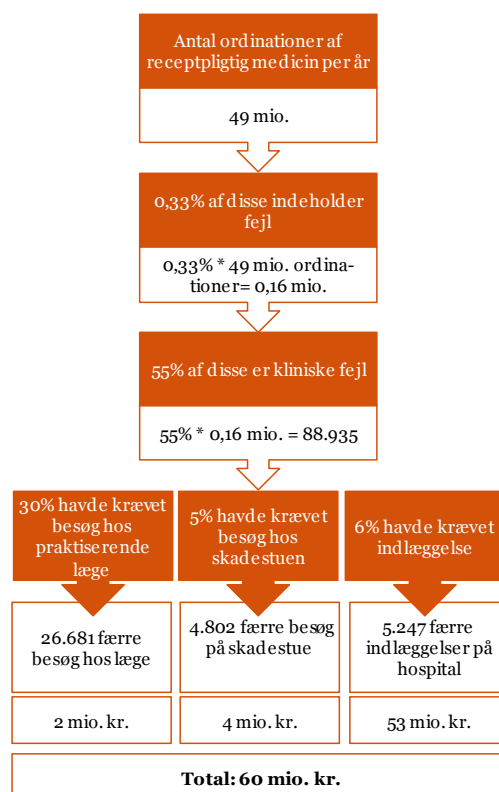 Antal ordinationer af
receptpligtig medicin per år
49 mio.
0,33% af disse indeholder
fejl
0,33% * 49 mio. ordina-
tioner= 0,16 mio.
55% af disse er kliniske fejl
55% * 0,16 mio. = 88.935
30% havde krævet
besøg hos
praktiserende
læge
5% havde krævet
besøg hos
skadestuen
6% havde krævet
indlæggelse
26.681 færre
besøg hos læge
4.802 færre besøg
på skadestue
5.247 færre
indlæggelser på
hospital
2 mio. kr.
4 mio. kr.
53 mio. kr.
Total: 60 mio. kr.